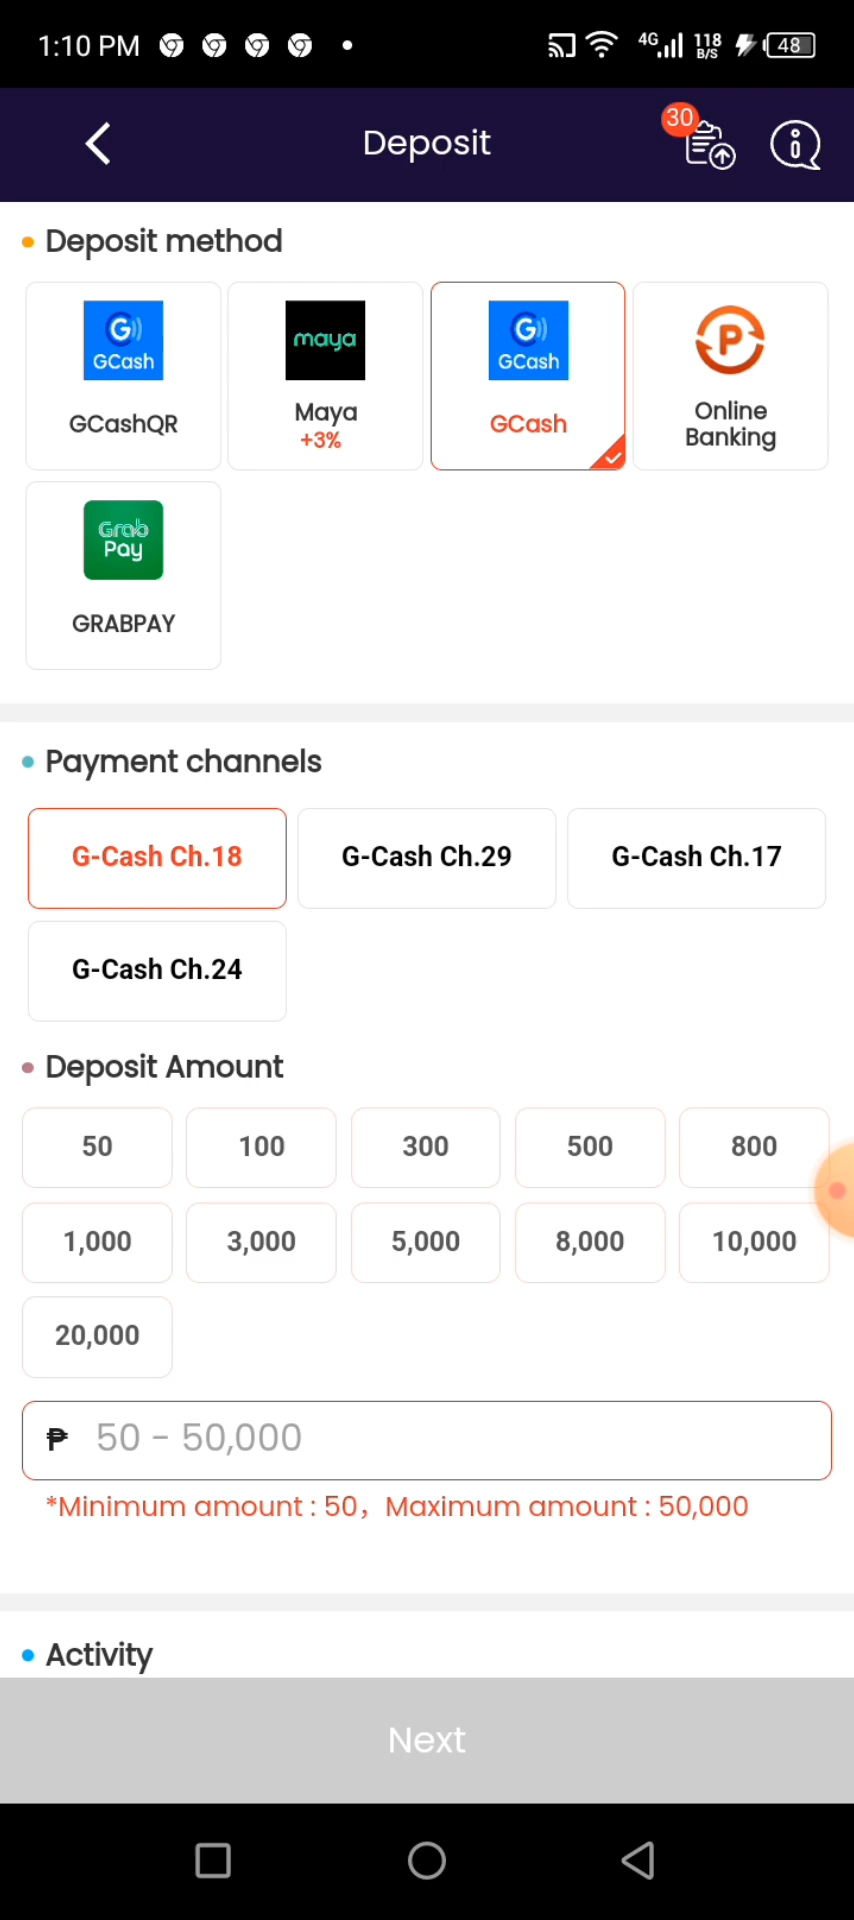 1:10 PM
4G
118
B/S
48
Deposit
30
Deposit method
G
GCash
GCashQR
maya
Maya
+3%
G
GCash
GCash
P
Online
Banking
Grab
Pay
GRABPAY
Payment channels
G-Cash Ch.18
G-Cash Ch.29
G-Cash Ch.17
G-Cash Ch.24
Deposit Amount
50
100
300
500
800
1,000
3,000
5,000
8,000
10,000
20,000
₱ 50 - 50,000
*Minimum amount : 50，Maximum amount : 50,000
Activity
Next